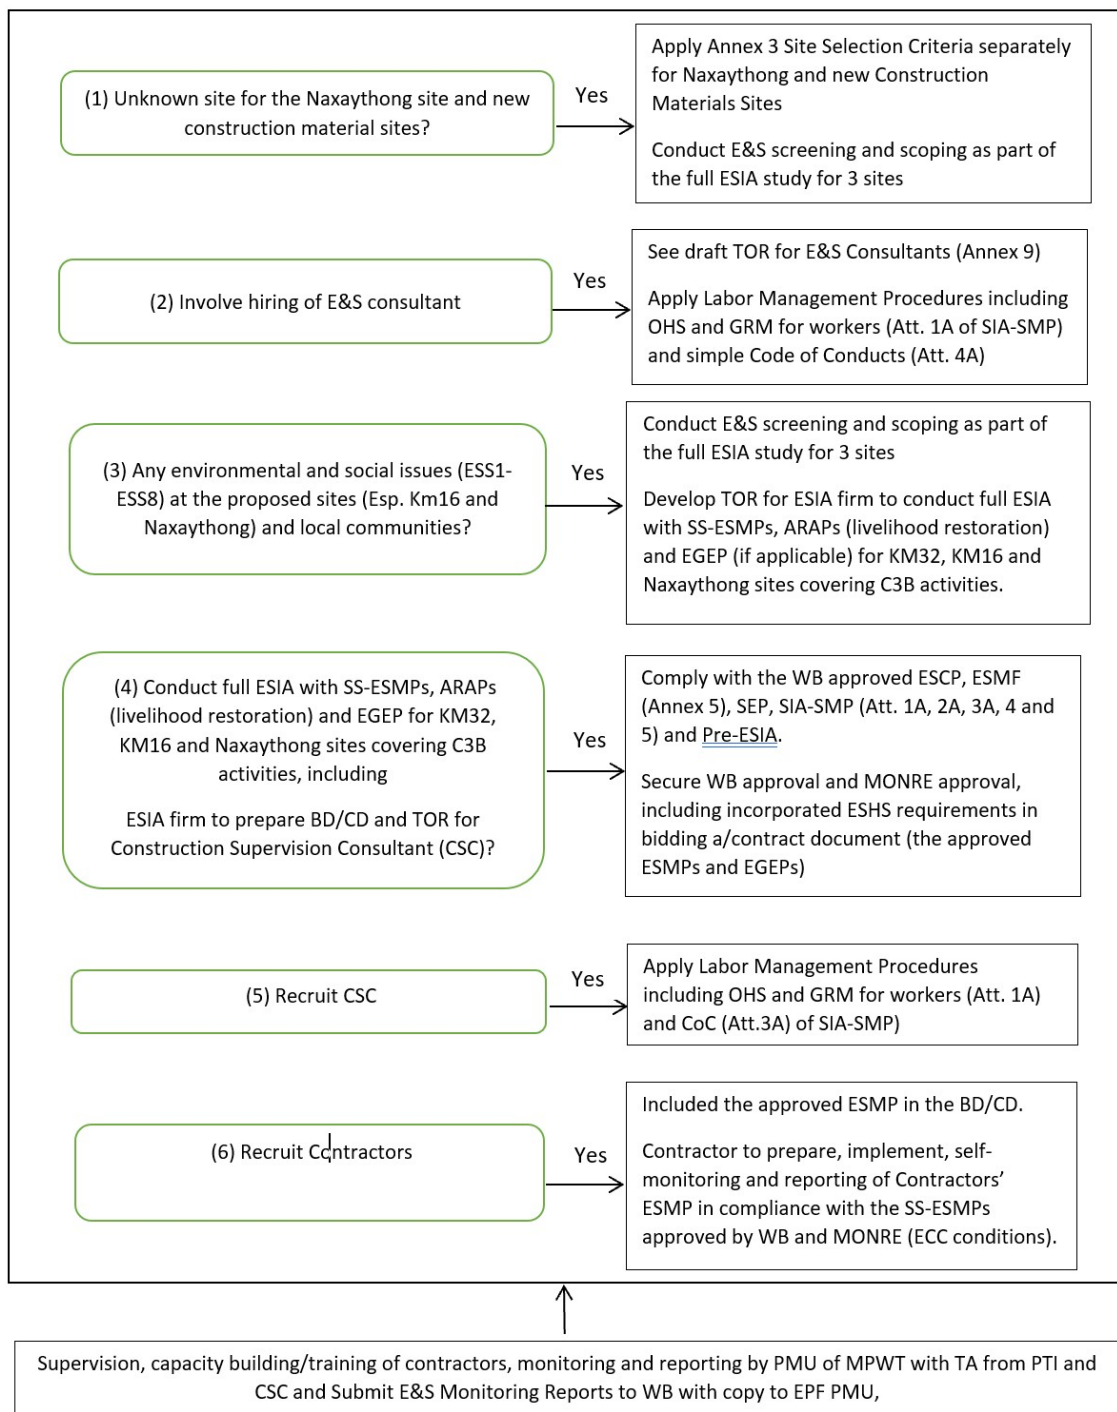 (1) Unknown site for the Naxaythong site and new
construction material sites?
Yes
Apply Annex 3 Site Selection Criteria separately
for Naxaythong and new Construction
Materials Sites
Conduct E&S screening and scoping as part of
the full ESIA study for 3 sites
(2) Involve hiring of E&S consultant
Yes
See draft TOR for E&S Consultants (Annex 9)
Apply Labor Management Procedures including
OHS and GRM for workers (Att. 1A of SIA-SMP)
and simple Code of Conducts (Att. 4A)
(3) Any environmental and social issues (ESS1-
ESS8) at the proposed sites (Esp. Km16 and
Naxaythong) and local communities?
Yes
Conduct E&S screening and scoping as part of
the full ESIA study for 3 sites
Develop TOR for ESIA firm to conduct full ESIA
with SS-ESMPs, ARAPs (livelihood restoration)
and EGEP (if applicable) for KM32, KM16 and
Naxaythong sites covering C3B activities.
(4) Conduct full ESIA with SS-ESMPs, ARAPs
(livelihood restoration) and EGEP for KM32,
KM16 and Naxaythong sites covering C3B
activities, including
ESIA firm to prepare BD/CD and TOR for
Construction Supervision Consultant (CSC)?
Yes
Comply with the WB approved ESCP, ESMF
(Annex 5), SEP, SIA-SMP (Att. 1A, 2A, 3A, 4 and
5) and Pre-ESIA.
Secure WB approval and MONRE approval,
including incorporated ESHS requirements in
bidding a/contract document (the approved
ESMPs and EGEPs)
(5) Recruit CSC
Yes
Apply Labor Management Procedures
including OHS and GRM for workers (Att. 1A)
and CoC (Att.3A) of SIA-SMP)
(6) Recruit Contractors
Yes
Included the approved ESMP in the BD/CD.
Contractor to prepare, implement, self-
monitoring and reporting of Contractors’
ESMP in compliance with the SS-ESMPs
approved by WB and MONRE (ECC conditions).
Supervision, capacity building/training of contractors, monitoring and reporting by PMU of MPWT with TA from PTI and
CSC and Submit E&S Monitoring Reports to WB with copy to EPF PMU,